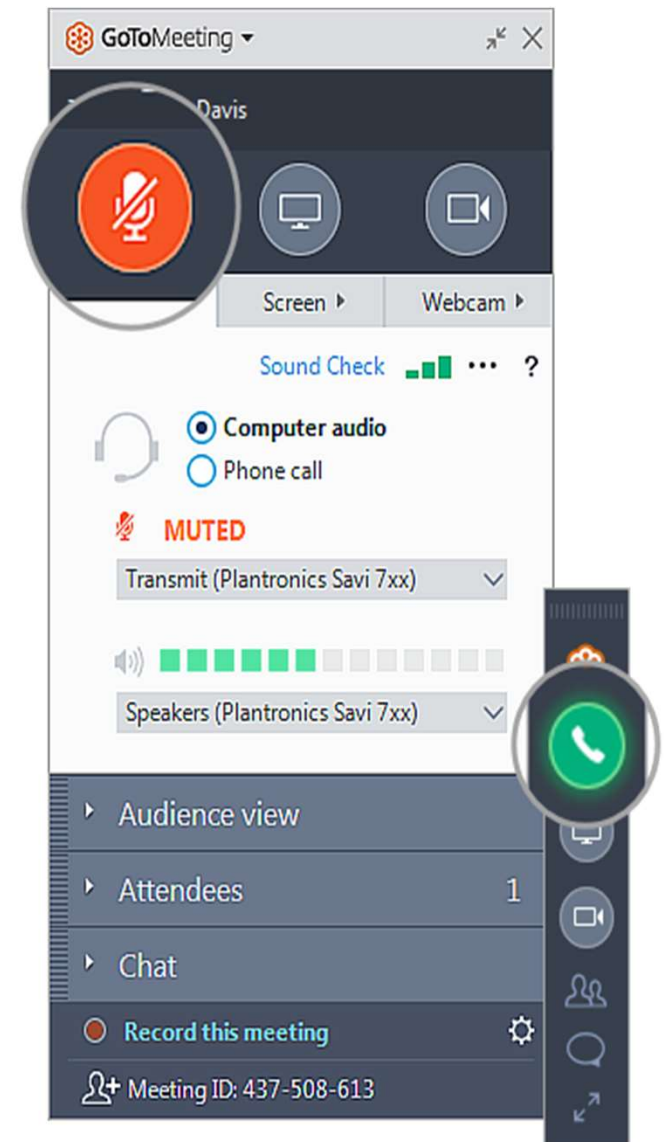 GoToMeeting
Davis
Screen
Webcam
Sound Check ... ?
Computer audio
Phone call
MUTED
Transmit (Plantronics Savi 7xx)
Speakers (Plantronics Savi 7xx)
Audience view
Attendees 1
Chat
Record this meeting
Meeting ID: 437-508-613